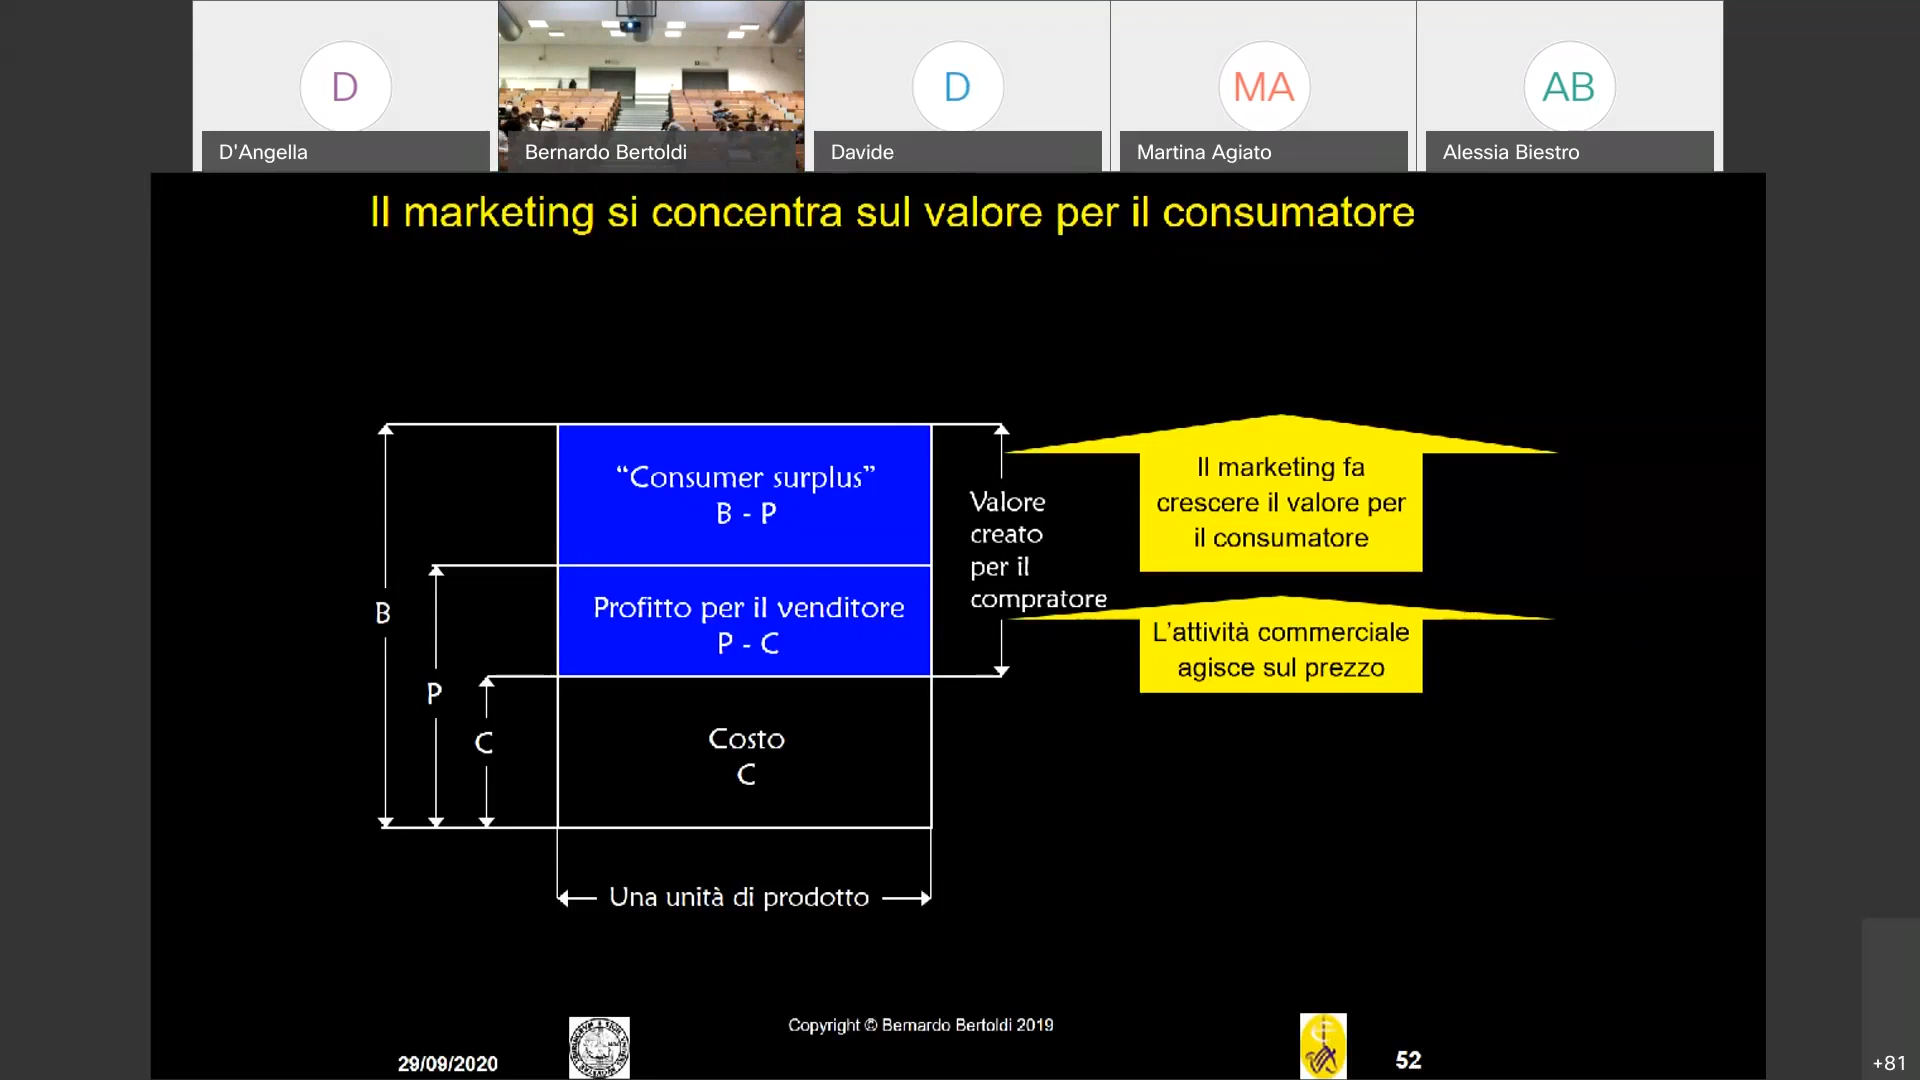 D
D
MA
AB
D'Angella
Bernardo Bertoldi
Davide
Martina Agiato
Alessia Biestro
Il marketing si concentra sul valore per il consumatore
“Consumer surplus”
B - P
Profitto per il venditore
P - C
Costo
C
B
P
C
Valore
creato
per il
compratore
Il marketing fa
crescere il valore per
il consumatore
L’attività commerciale
agisce sul prezzo
Una unità di prodotto
Copyright © Bernardo Bertoldi 2019
29/09/2020
52
+81